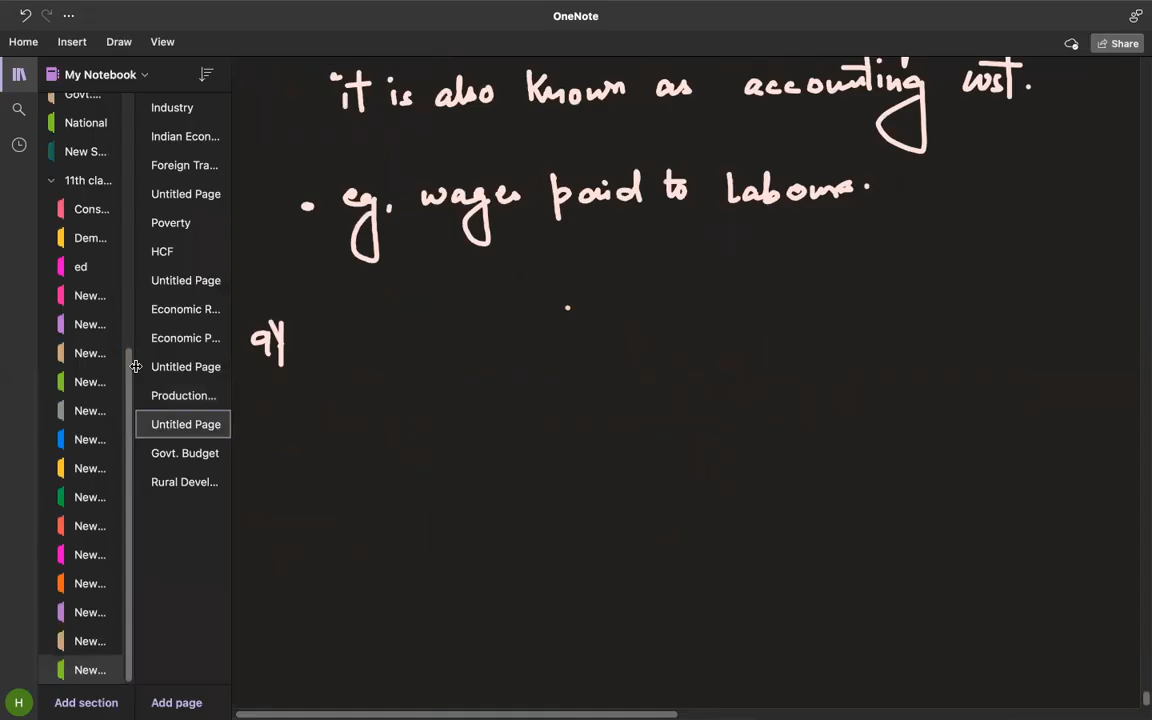 OneNote
Home Insert Draw View
Share
My Notebook
Govt....
National
New S...
11th cla...
Cons...
Dem...
ed
New...
New...
New...
New...
New...
New...
New...
New...
New...
New...
New...
New...
New...
New...
Add section
Industry
Indian Econ...
Foreign Tra...
Untitled Page
Poverty
HCF
Untitled Page
Economic R...
Economic P...
Untitled Page
Production...
Untitled Page
Govt. Budget
Rural Devel...
Add page
H
it is also known as accounting cost.
• eg. wages paid to Labour.